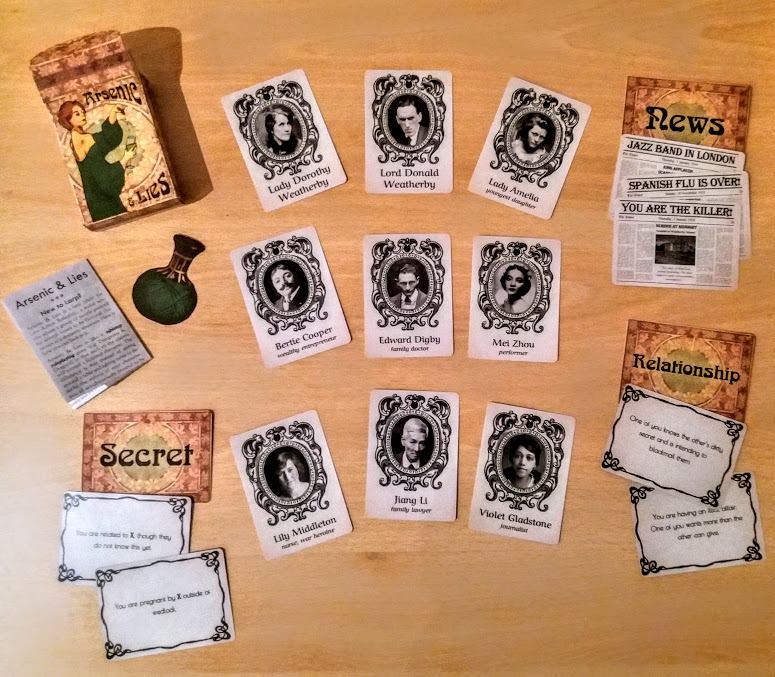 Arsenic
& Lies
Lady Dorothy
Weatherby
Lord Donald
Weatherby
Lady Amelia
youngest daughter
News
JAZZ BAND IN LONDON
SPANISH FLU IS OVER!
YOU ARE THE KILLER!
Arsenic & Lies
New to Larp?
Bertie Cooper
wealthy entrepreneur
Edward Digby
family doctor
Mei Zhou
performer
Relationship
One of you knows the other's dirty
secret and is intending to
blackmail them
You are having an illicit affair.
One of you wants more than the
other can give.
Secret
You are related to X though they
do not know this yet.
You are pregnant by X outside of
wedlock.
Lily Middleton
nurse, war heroine
Jiang Li
family lawyer
Violet Gladstone
journalist